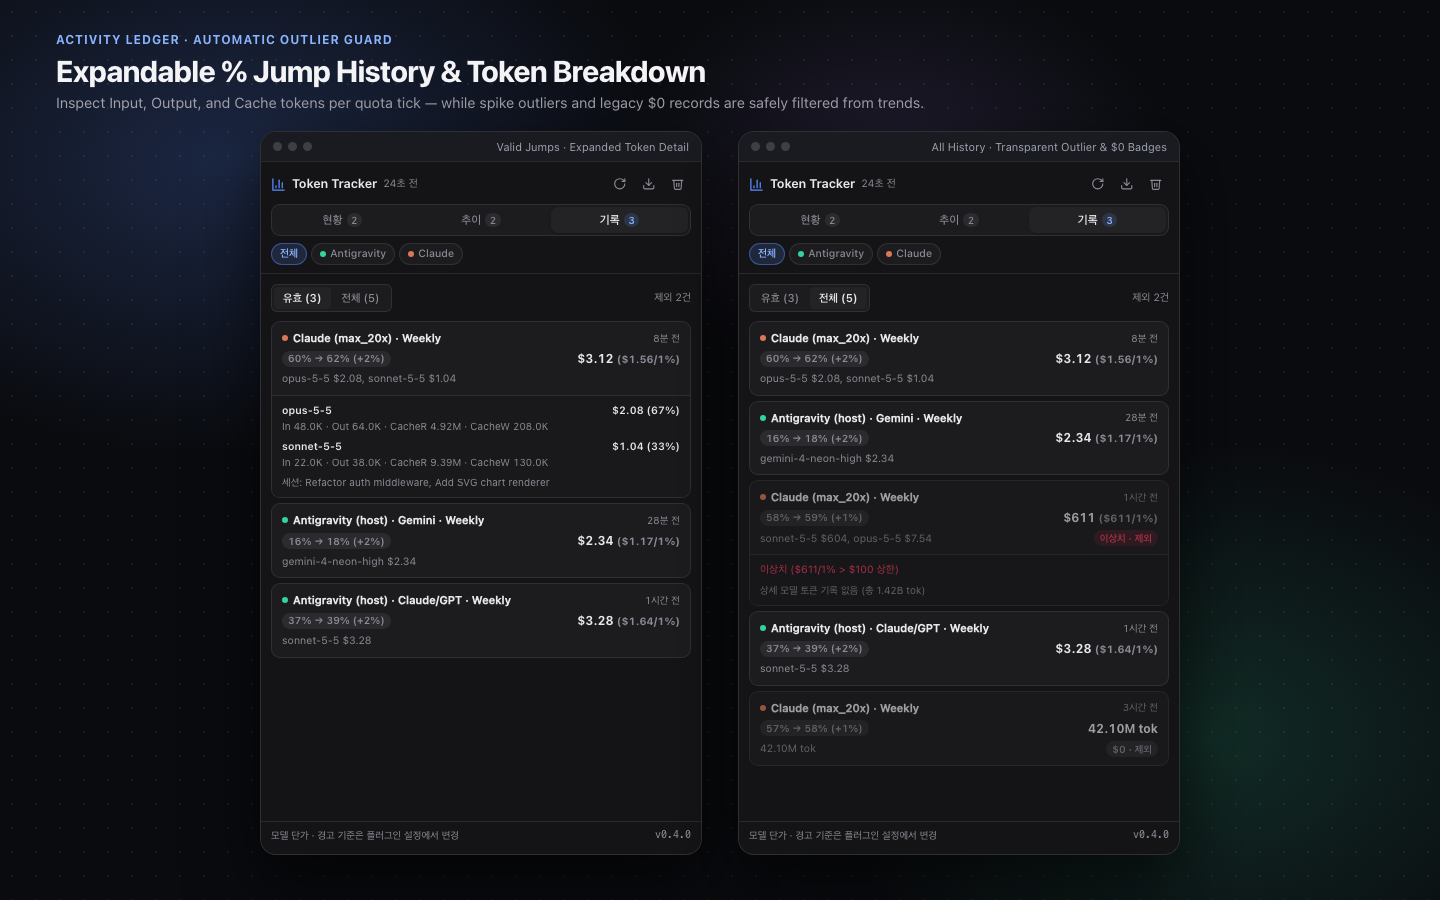 ACTIVITY LEDGER · AUTOMATIC OUTLIER GUARD
Expandable % Jump History & Token Breakdown
Inspect Input, Output, and Cache tokens per quota tick — while spike outliers and legacy $0 records are safely filtered from trends.
Valid Jumps · Expanded Token Detail
Token Tracker 24초 전
현황 2 추이 2 기록 3
전체 Antigravity Claude
유효 (3) 전체 (5) 제외 2건
Claude (max_20x) · Weekly 8분 전
60% → 62% (+2%) $3.12 ($1.56/1%)
opus-5-5 $2.08, sonnet-5-5 $1.04
opus-5-5 $2.08 (67%)
In 48.0K · Out 64.0K · CacheR 4.92M · CacheW 208.0K
sonnet-5-5 $1.04 (33%)
In 22.0K · Out 38.0K · CacheR 9.39M · CacheW 130.0K
세션: Refactor auth middleware, Add SVG chart renderer
Antigravity (host) · Gemini · Weekly 28분 전
16% → 18% (+2%) $2.34 ($1.17/1%)
gemini-4-neon-high $2.34
Antigravity (host) · Claude/GPT · Weekly 1시간 전
37% → 39% (+2%) $3.28 ($1.64/1%)
sonnet-5-5 $3.28
모델 단가 · 경고 기준은 플러그인 설정에서 변경 v0.4.0
All History · Transparent Outlier & $0 Badges
Token Tracker 24초 전
현황 2 추이 2 기록 3
전체 Antigravity Claude
유효 (3) 전체 (5) 제외 2건
Claude (max_20x) · Weekly 8분 전
60% → 62% (+2%) $3.12 ($1.56/1%)
opus-5-5 $2.08, sonnet-5-5 $1.04
Antigravity (host) · Gemini · Weekly 28분 전
16% → 18% (+2%) $2.34 ($1.17/1%)
gemini-4-neon-high $2.34
Claude (max_20x) · Weekly 1시간 전
58% → 59% (+1%) $611 ($611/1%)
sonnet-5-5 $604, opus-5-5 $7.54 이상치 · 제외
이상치 ($611/1% > $100 상한)
상세 모델 토큰 기록 없음 (총 1.42B tok)
Antigravity (host) · Claude/GPT · Weekly 1시간 전
37% → 39% (+2%) $3.28 ($1.64/1%)
sonnet-5-5 $3.28
Claude (max_20x) · Weekly 3시간 전
57% → 58% (+1%) 42.10M tok
42.10M tok $0 · 제외
모델 단가 · 경고 기준은 플러그인 설정에서 변경 v0.4.0